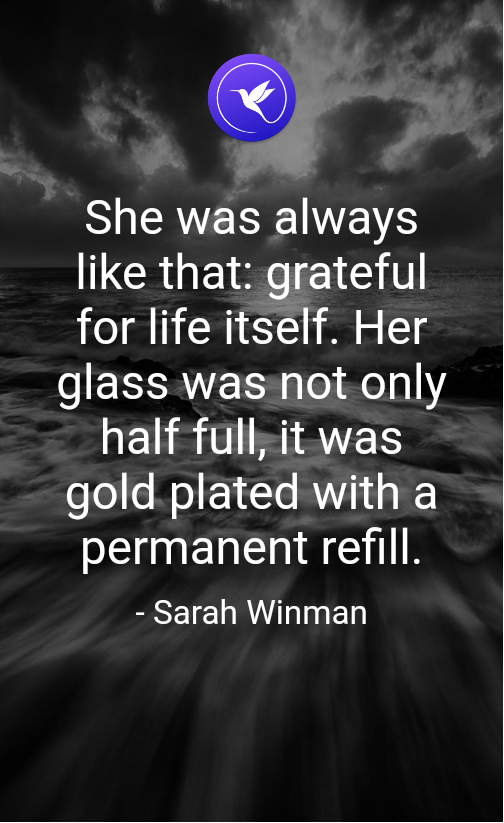 She was always
like that: grateful
for life itself. Her
glass was not only
half full, it was
gold plated with a
permanent refill.
- Sarah Winman